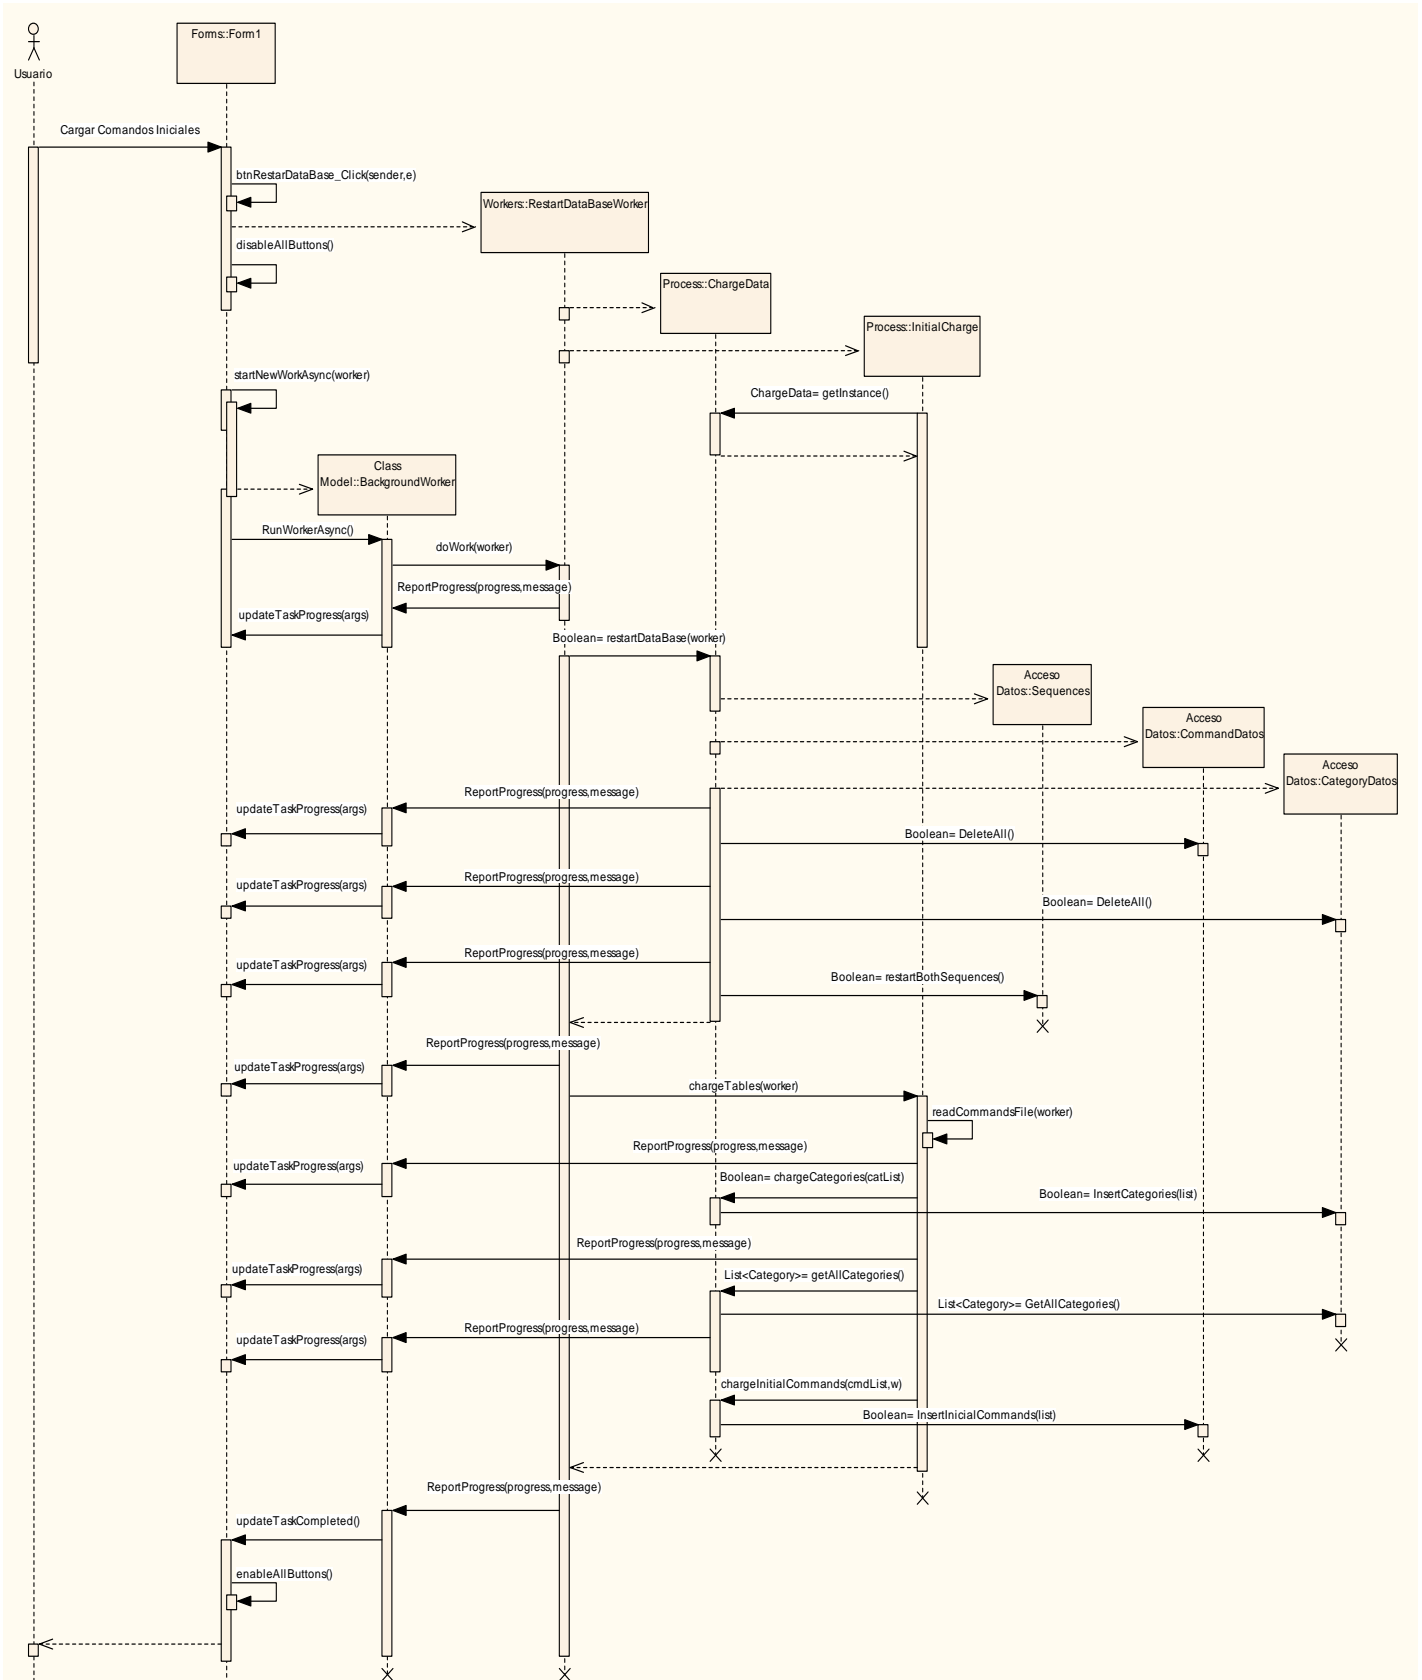 Forms::Form1
Usuario
Cargar Comandos Iniciales
btnRestarDataBase_Click(sender,e)
Workers::RestartDataBaseWorker
disableAllButtons()
Process::ChargeData
Process::InitialCharge
startNewWorkAsync(worker)
ChargeData= getInstance()
Class
Model::BackgroundWorker
RunWorkerAsync()
doWork(worker)
ReportProgress(progress,message)
updateTaskProgress(args)
Boolean= restartDataBase(worker)
Acceso
Datos::Sequences
Acceso
Datos::CommandDatos
Acceso
Datos::CategoryDatos
ReportProgress(progress,message)
updateTaskProgress(args)
Boolean= DeleteAll()
ReportProgress(progress,message)
updateTaskProgress(args)
Boolean= DeleteAll()
ReportProgress(progress,message)
updateTaskProgress(args)
Boolean= restartBothSequences()
ReportProgress(progress,message)
updateTaskProgress(args)
chargeTables(worker)
readCommandsFile(worker)
ReportProgress(progress,message)
updateTaskProgress(args)
Boolean= chargeCategories(catList)
Boolean= InsertCategories(list)
ReportProgress(progress,message)
updateTaskProgress(args)
List<Category>= getAllCategories()
List<Category>= GetAllCategories()
ReportProgress(progress,message)
updateTaskProgress(args)
chargeInitialCommands(cmdList,w)
Boolean= InsertInicialCommands(list)
ReportProgress(progress,message)
updateTaskCompleted()
enableAllButtons()